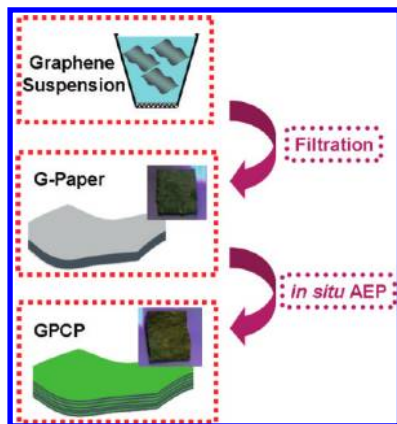 Graphene
Suspension
Filtration
G-Paper
in situ AEP
GPCP